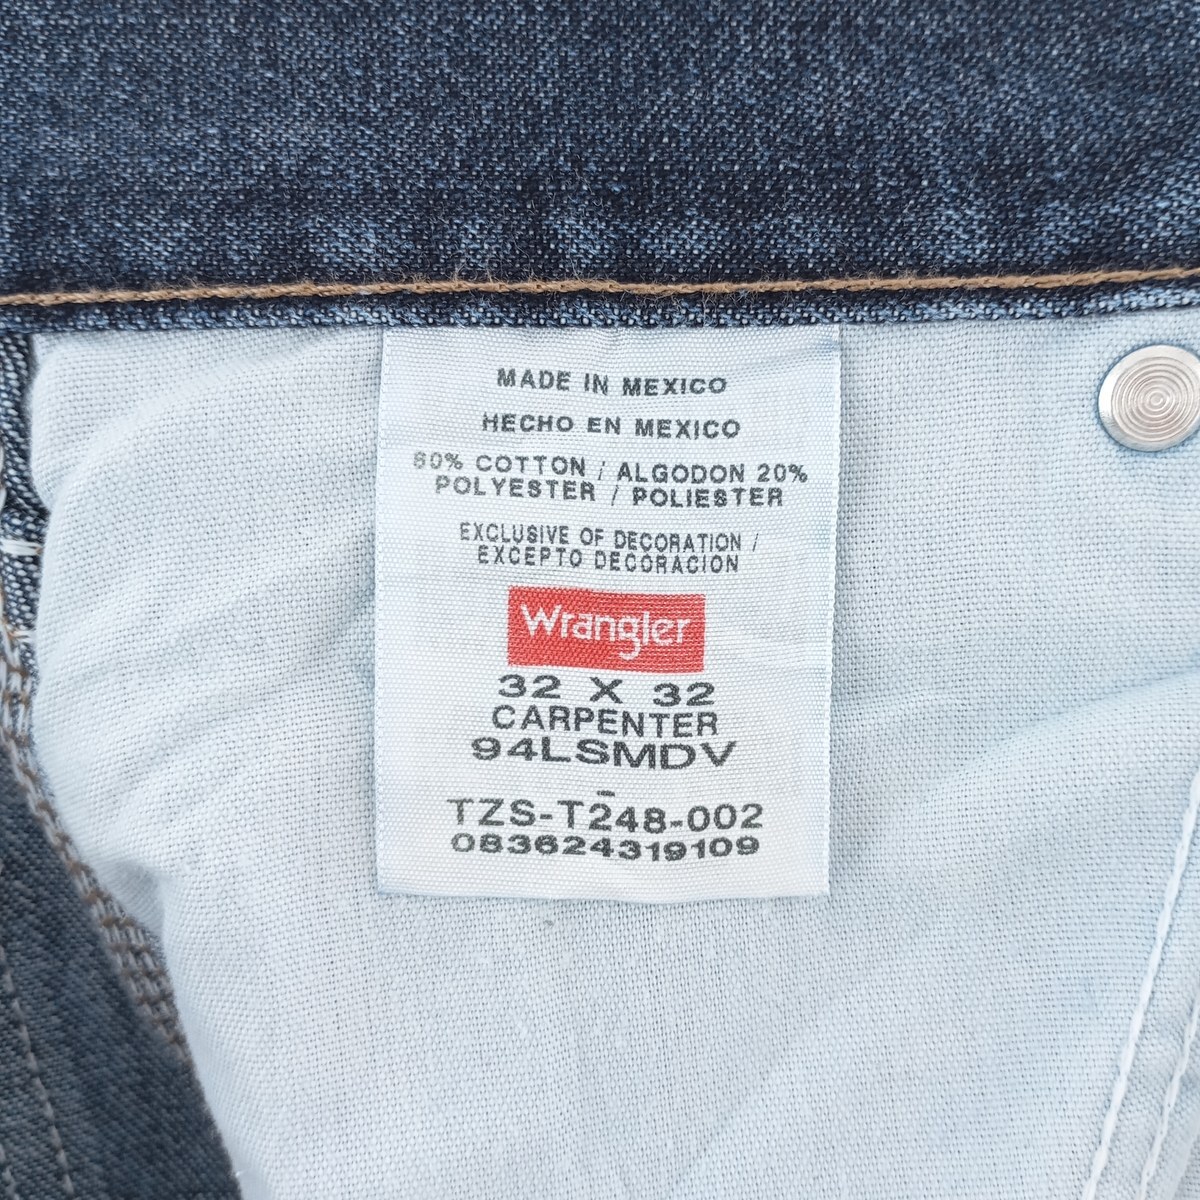 MADE IN MEXICO
HECHO EN MEXICO
80% COTTON / ALGODON 20%
POLYESTER / POLIESTER
EXCLUSIVE OF DECORATION /
EXCEPTO DECORACION
Wrangler
32 X 32
CARPENTER
94LSMDV
-
TZS-T248-002
083624319109